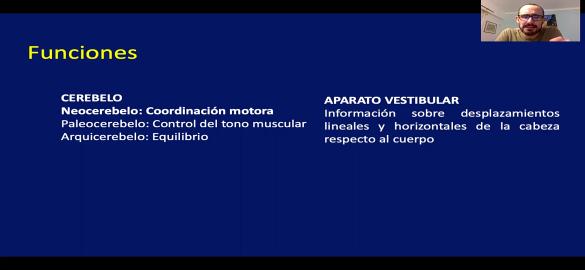 Funciones
CEREBELO
Neocerebelo: Coordinación motora
Paleocerebelo: Control del tono muscular
Arquicerebelo: Equilibrio
APARATO VESTIBULAR
Información sobre desplazamientos
lineales y horizontales de la cabeza
respecto al cuerpo